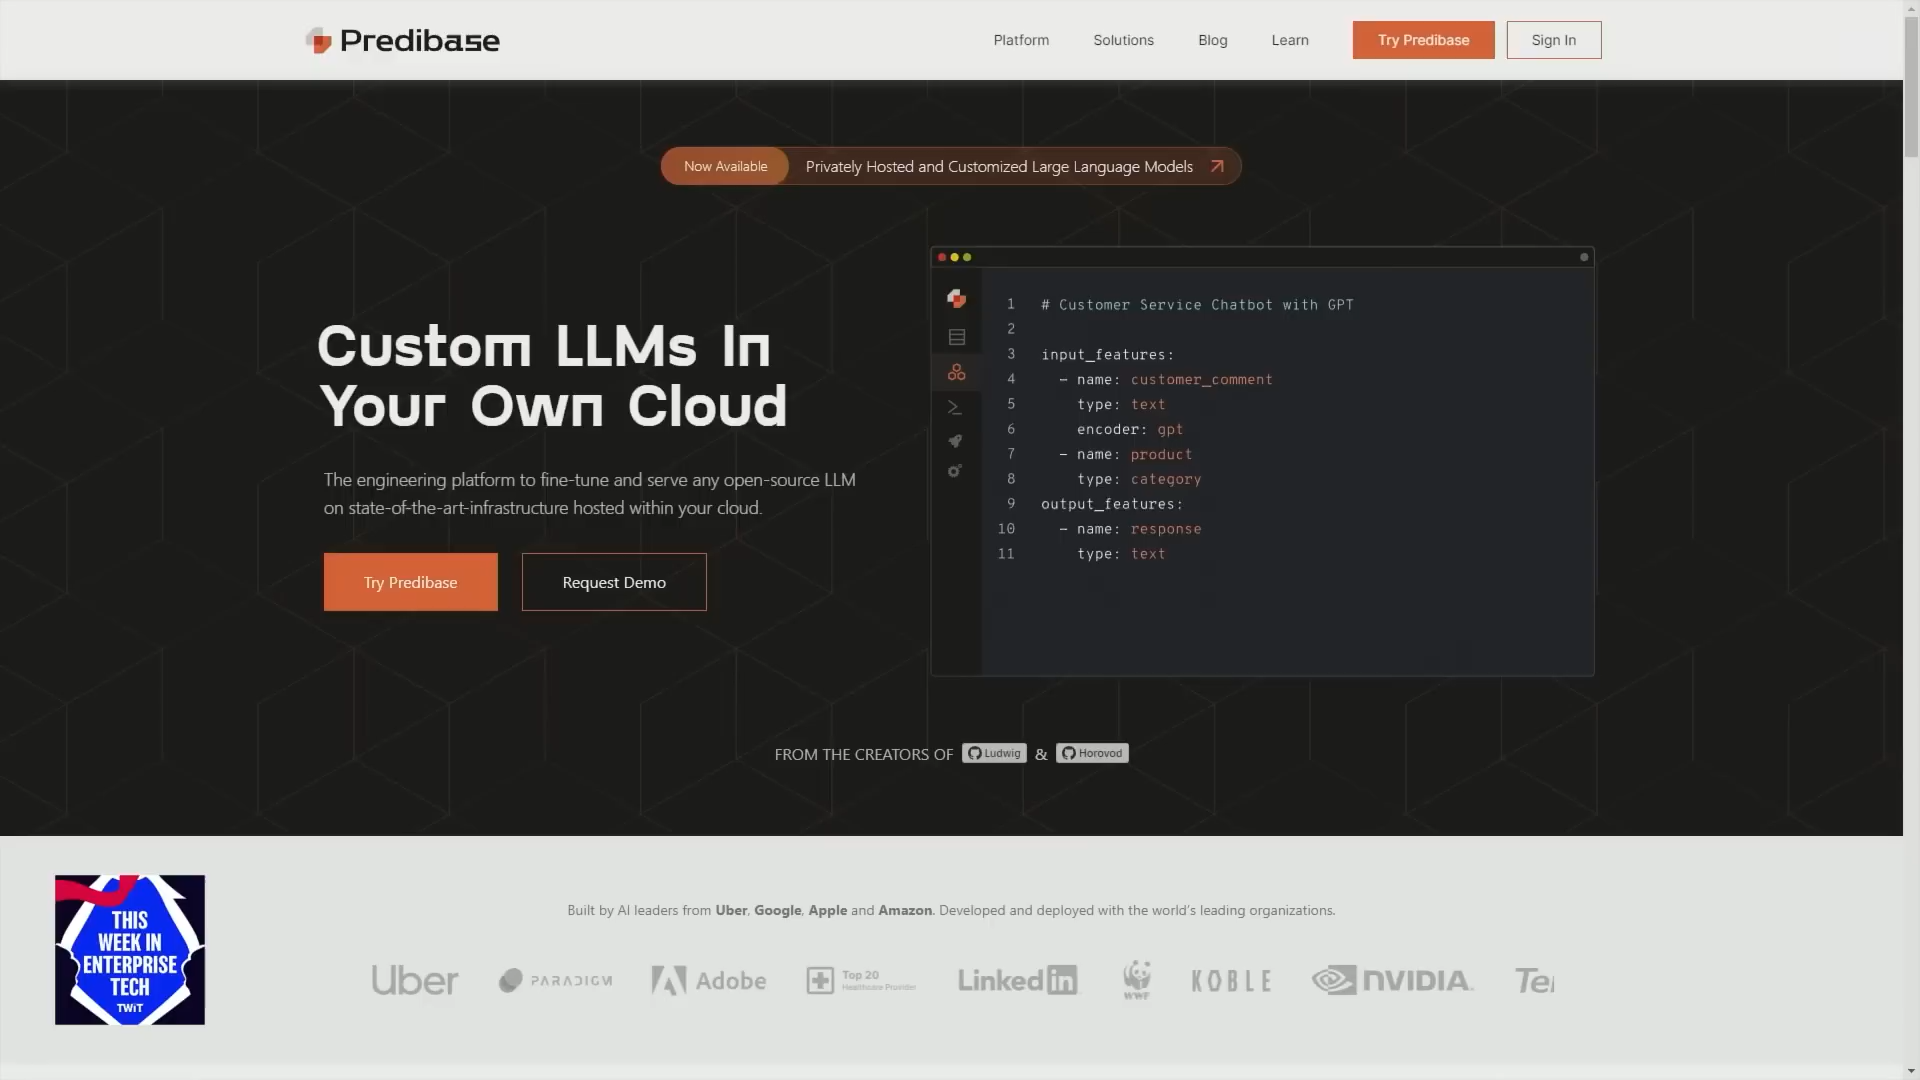 Predibase
Platform
Solutions
Blog
Learn
Try Predibase
Sign In
Now Available
Privately Hosted and Customized Large Language Models
Custom LLMs In
Your Own Cloud
The engineering platform to fine-tune and serve any open-source LLM
on state-of-the-art-infrastructure hosted within your cloud.
Try Predibase
Request Demo
1 # Customer Service Chatbot with GPT
2
3 input_features:
4 - name: customer_comment
5 type: text
6 encoder: gpt
7 - name: product
8 type: category
9 output_features:
10 - name: response
11 type: text
FROM THE CREATORS OF Ludwig & Horovod
THIS
WEEK IN
ENTERPRISE
TECH
TWiT
Built by AI leaders from Uber, Google, Apple and Amazon. Developed and deployed with the world's leading organizations.
Uber
PARADIGM
Adobe
Top 20
Healthcare Provider
LinkedIn
WWF
KOBLE
NVIDIA.